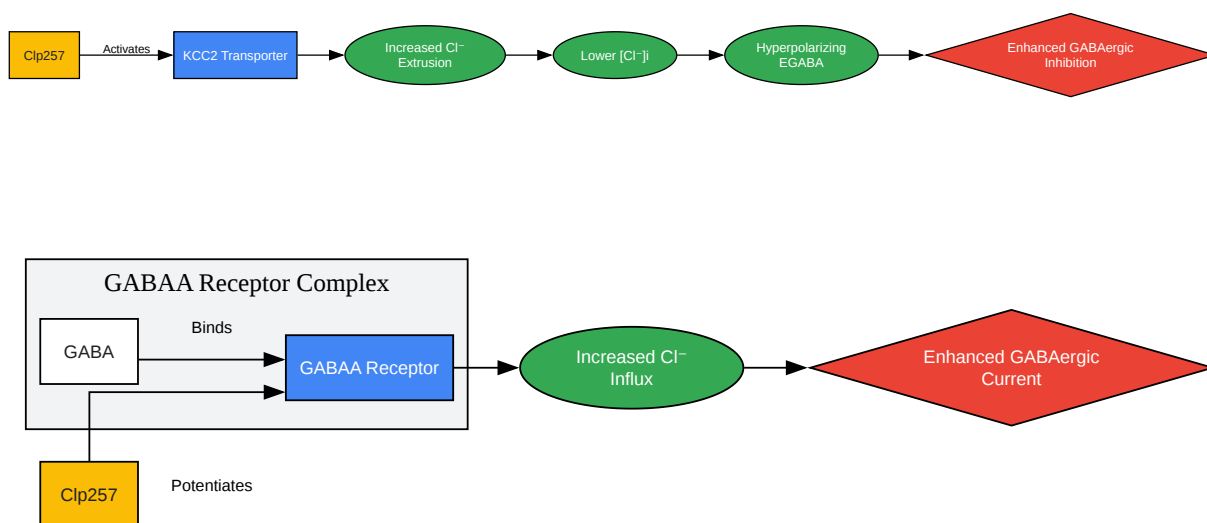 Clp257
Activates
KCC2 Transporter
Increased Cl⁻
Extrusion
Lower [Cl⁻]i
Hyperpolarizing
EGABA
Enhanced GABAergic
Inhibition
GABAA Receptor Complex
GABA
Binds
GABAA Receptor
Increased Cl⁻
Influx
Enhanced GABAergic
Current
Clp257
Potentiates